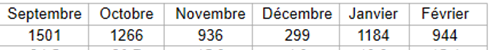 Septembre Octobre Novembre Décembre Janvier Février
1501 1266 936 299 1184 944